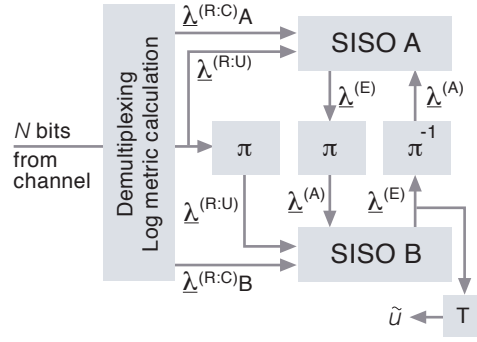 λ^(R:C)A
SISO A
λ^(R:U)
λ^(E)
λ^(A)
N bits
from
channel
Demultiplexing
Log metric calculation
π
π
π^-1
λ^(R:U)
λ^(A)
λ^(E)
SISO B
λ^(R:C)B
ũ
T